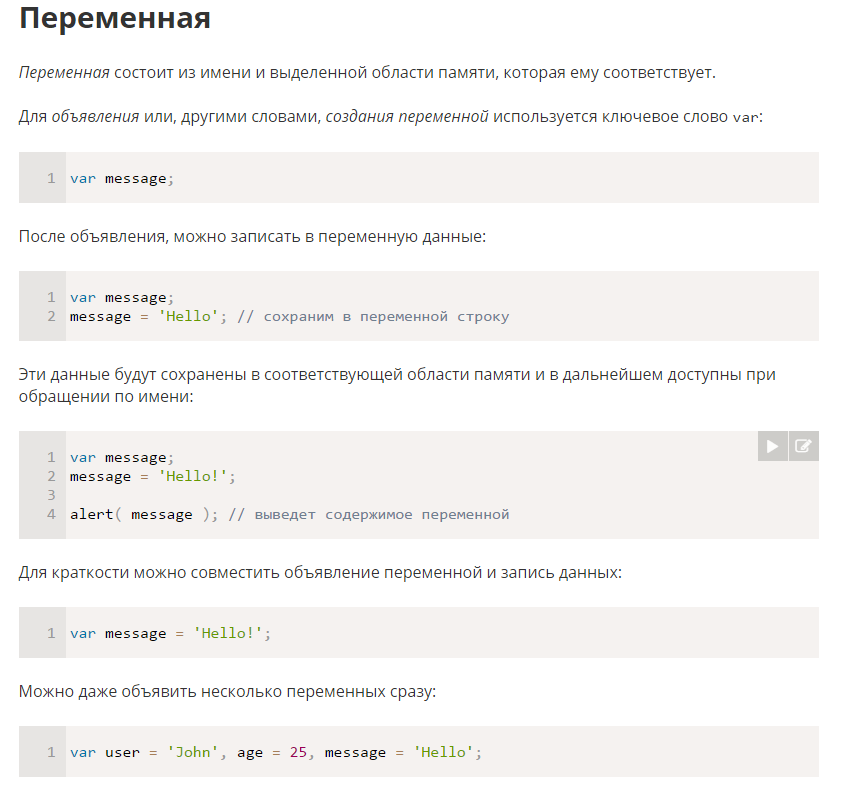 Переменная
Переменная состоит из имени и выделенной области памяти, которая ему соответствует.
Для объявления или, другими словами, создания переменной используется ключевое слово var:
1 var message;
После объявления, можно записать в переменную данные:
1 var message;
2 message = 'Hello'; // сохраним в переменной строку
Эти данные будут сохранены в соответствующей области памяти и в дальнейшем доступны при
обращении по имени:
1 var message;
2 message = 'Hello!';
3
4 alert( message ); // выведет содержимое переменной
Для краткости можно совместить объявление переменной и запись данных:
1 var message = 'Hello!';
Можно даже объявить несколько переменных сразу:
1 var user = 'John', age = 25, message = 'Hello';